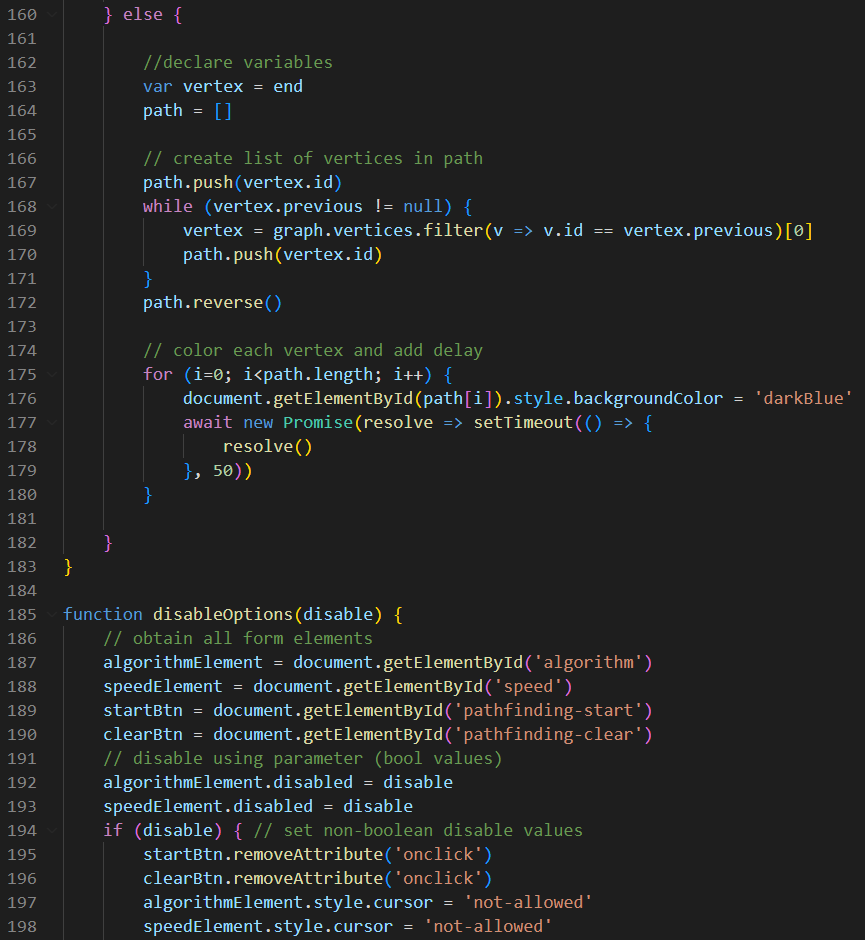 160 } else {
161
162 //declare variables
163 var vertex = end
164 path = []
165
166 // create list of vertices in path
167 path.push(vertex.id)
168 while (vertex.previous != null) {
169 vertex = graph.vertices.filter(v => v.id == vertex.previous)[0]
170 path.push(vertex.id)
171 }
172 path.reverse()
173
174 // color each vertex and add delay
175 for (i=0; i<path.length; i++) {
176 document.getElementById(path[i]).style.backgroundColor = 'darkBlue'
177 await new Promise(resolve => setTimeout(() => {
178 resolve()
179 }, 50))
180 }
181
182 }
183 }
184
185 function disableOptions(disable) {
186 // obtain all form elements
187 algorithmElement = document.getElementById('algorithm')
188 speedElement = document.getElementById('speed')
189 startBtn = document.getElementById('pathfinding-start')
190 clearBtn = document.getElementById('pathfinding-clear')
191 // disable using parameter (bool values)
192 algorithmElement.disabled = disable
193 speedElement.disabled = disable
194 if (disable) { // set non-boolean disable values
195 startBtn.removeAttribute('onclick')
196 clearBtn.removeAttribute('onclick')
197 algorithmElement.style.cursor = 'not-allowed'
198 speedElement.style.cursor = 'not-allowed'